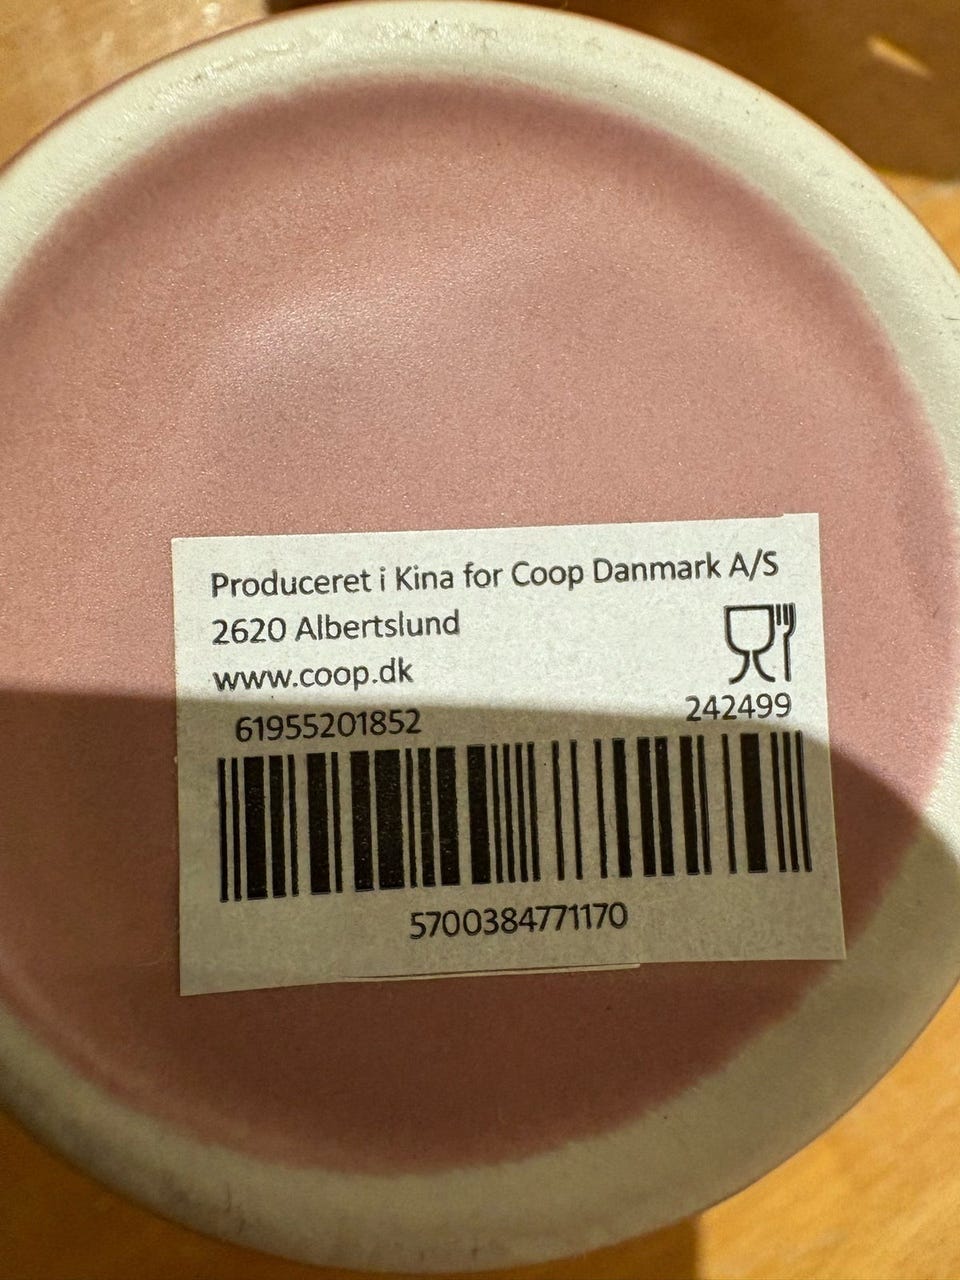 Produceret i Kina for Coop Danmark A/S
2620 Albertslund
www.coop.dk
61955201852 242499
5700384771170